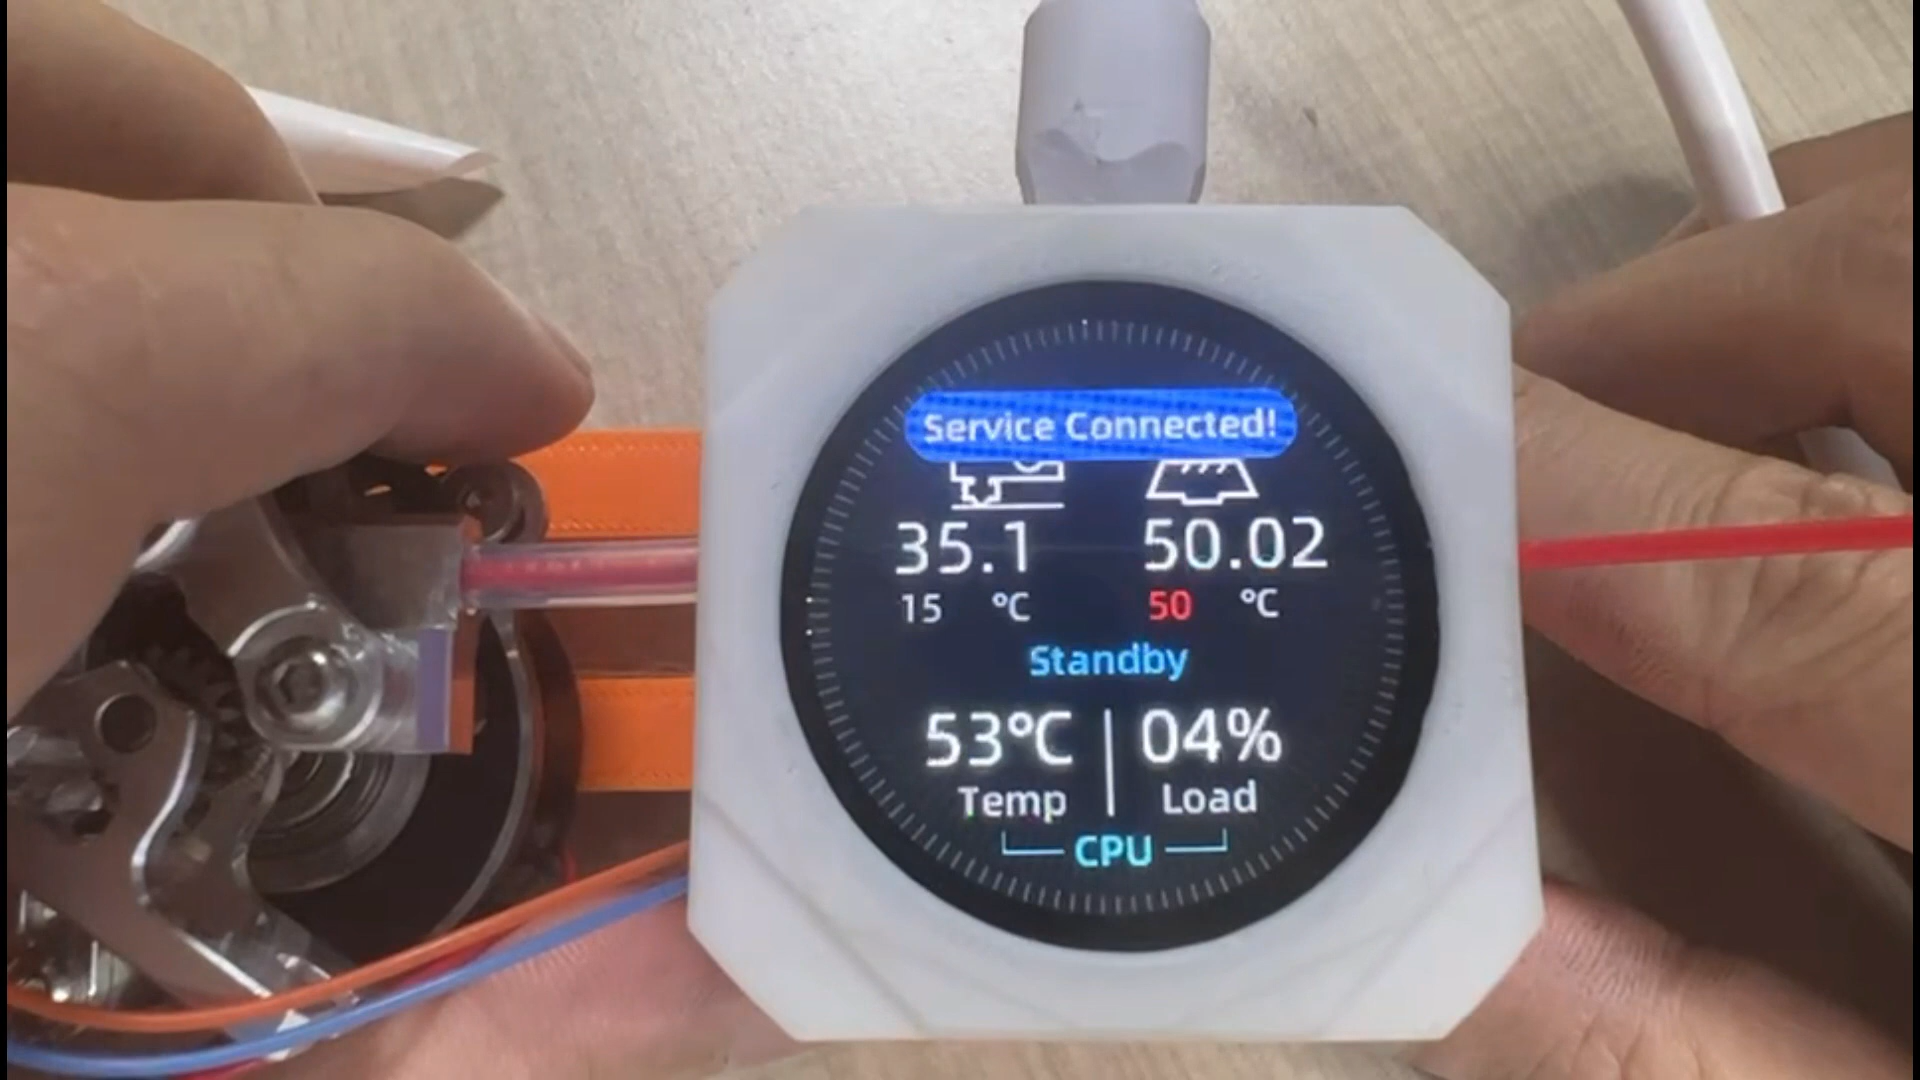 Service Connected!
35.1 50.02
15 °C 50 °C
Standby
53°C 04%
Temp Load
CPU